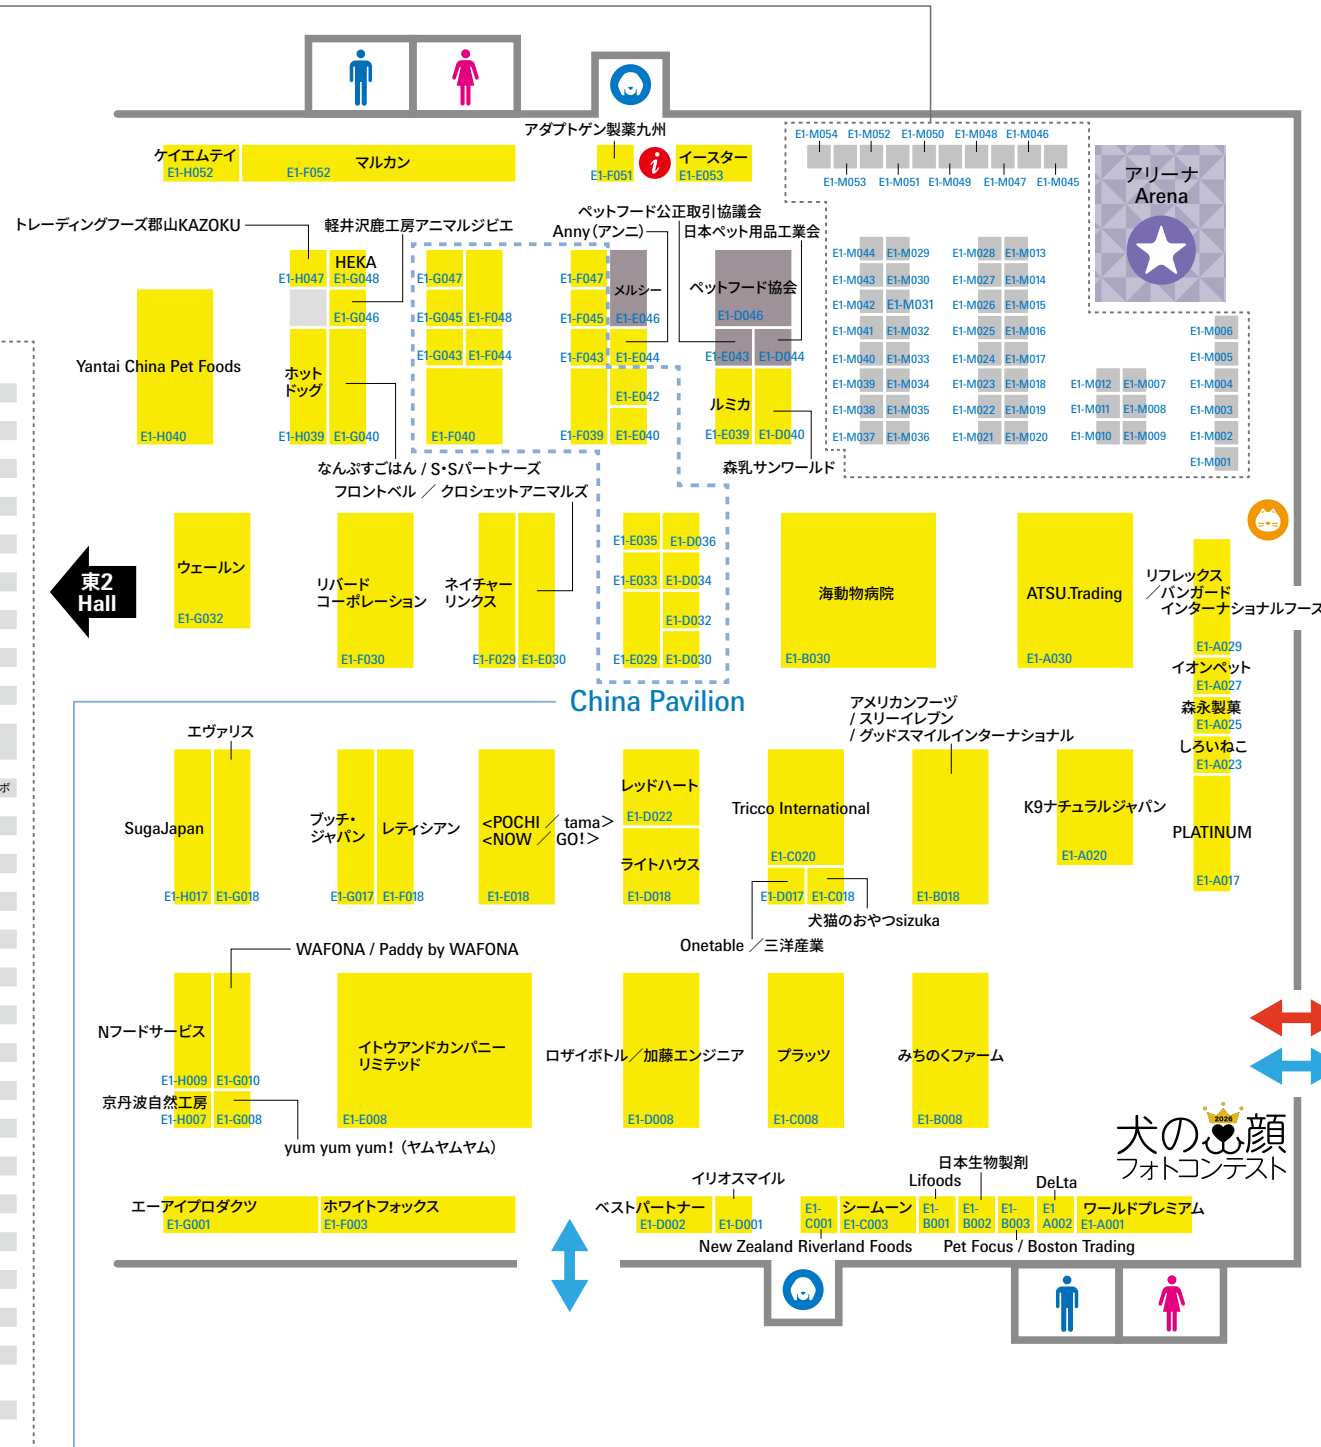 アダプトゲン製薬九州
E1-M054 E1-M052 E1-M050 E1-M048 E1-M046
ケイエムテイ
E1-H052
マルカン
E1-F052
E1-F051
i
イースター
E1-E053
E1-M053 E1-M051 E1-M049 E1-M047 E1-M045
アリーナ
Arena
トレーディングフーズ郡山KAZOKU
軽井沢鹿工房アニマルジビエ
ペットフード公正取引協議会
Anny(アンニ)
日本ペット用品工業会
HEKA
E1-H047 E1-G048
E1-G046
E1-G047
E1-G045 E1-F048
E1-G043 E1-F044
E1-F040
E1-F047
E1-F045
メルシー
E1-E046
E1-F043 E1-E044
E1-E042
E1-F039 E1-E040
ペットフード協会
E1-D046
E1-E043 E1-D044
ルミカ
E1-E039 E1-D040
森乳サンワールド
E1-M044 E1-M029 E1-M028 E1-M013
E1-M043 E1-M030 E1-M027 E1-M014
E1-M042 E1-M031 E1-M026 E1-M015
E1-M041 E1-M032 E1-M025 E1-M016
E1-M040 E1-M033 E1-M024 E1-M017
E1-M039 E1-M034 E1-M023 E1-M018
E1-M038 E1-M035 E1-M022 E1-M019
E1-M037 E1-M036 E1-M021 E1-M020
E1-M012 E1-M007
E1-M011 E1-M008
E1-M010 E1-M009
E1-M006
E1-M005
E1-M004
E1-M003
E1-M002
E1-M001
Yantai China Pet Foods
E1-H040
ホット
ドッグ
E1-H039 E1-G040
なんぷすごはん / S・Sパートナーズ
フロントベル ／ クロシェットアニマルズ
東2
Hall
ウェールン
E1-G032
リバード
コーポレーション
E1-F030
ネイチャー
リンクス
E1-F029 E1-E030
E1-E035 E1-D036
E1-E033 E1-D034
E1-D032
E1-E029 E1-D030
海動物病院
E1-B030
ATSU.Trading
E1-A030
リフレックス
／バンガード
インターナショナルフーズ
E1-A029
イオンペット
E1-A027
森永製菓
E1-A025
しろいねこ
E1-A023
PLATINUM
E1-A017
China Pavilion
エヴァリス
SugaJapan
E1-H017 E1-G018
ブッチ・
ジャパン
レティシアン
E1-G017 E1-F018
<POCHI ／ tama>
<NOW ／ GO!>
E1-E018
レッドハート
E1-D022
ライトハウス
E1-D018
Tricco International
E1-C020
E1-D017 E1-C018
犬猫のおやつsizuka
Onetable ／三洋産業
アメリカンフーヅ
/ スリーイレブン
/ グッドスマイルインターナショナル
E1-B018
K9ナチュラルジャパン
E1-A020
ボ
WAFONA / Paddy by WAFONA
Nフードサービス
E1-H009 E1-G010
京丹波自然工房
E1-H007 E1-G008
yum yum yum! (ヤムヤムヤム)
イトウアンドカンパニー
リミテッド
E1-E008
ロザイボトル／加藤エンジニア
E1-D008
プラッツ
E1-C008
みちのくファーム
E1-B008
2026
犬の顔
フォトコンテスト
エーアイプロダクツ
E1-G001
ホワイトフォックス
E1-F003
ベストパートナー
E1-D002
イリオスマイル
E1-D001
E1-
C001
シームーン
E1-C003
Lifoods
E1-
B001
日本生物製剤
E1-
B002
E1-
B003
DeLta
E1
A002
ワールドプレミアム
E1-A001
New Zealand Riverland Foods
Pet Focus / Boston Trading